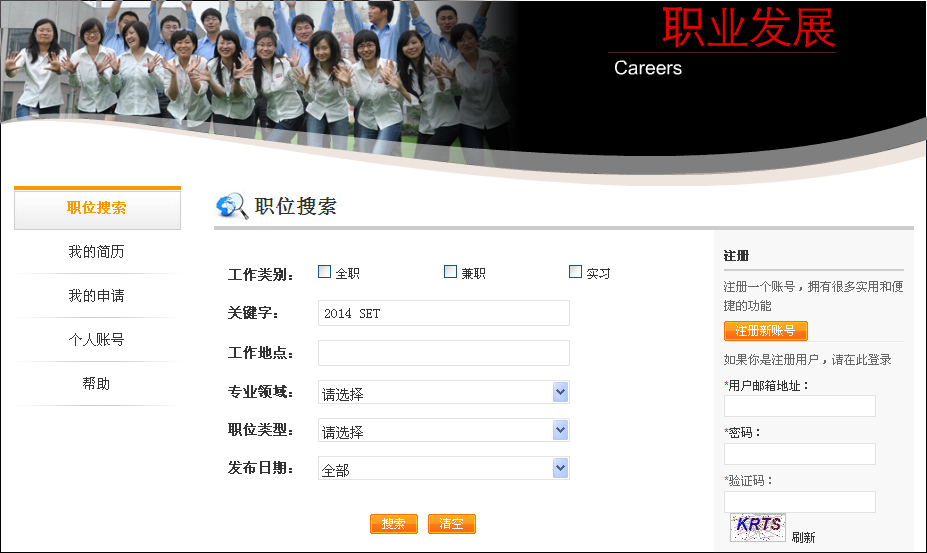 职业发展
Careers
职位搜索
我的简历
我的申请
个人账号
帮助
职位搜索
工作类别：
全职
兼职
实习
关键字：
2014 SET
工作地点：
专业领域：
请选择
职位类型：
请选择
发布日期：
全部
搜索
清空
注册
注册一个账号，拥有很多实用和便
捷的功能
注册新账号
如果你是注册用户，请在此登录
*用户邮箱地址：
*密码：
*验证码：
KRTS
刷新